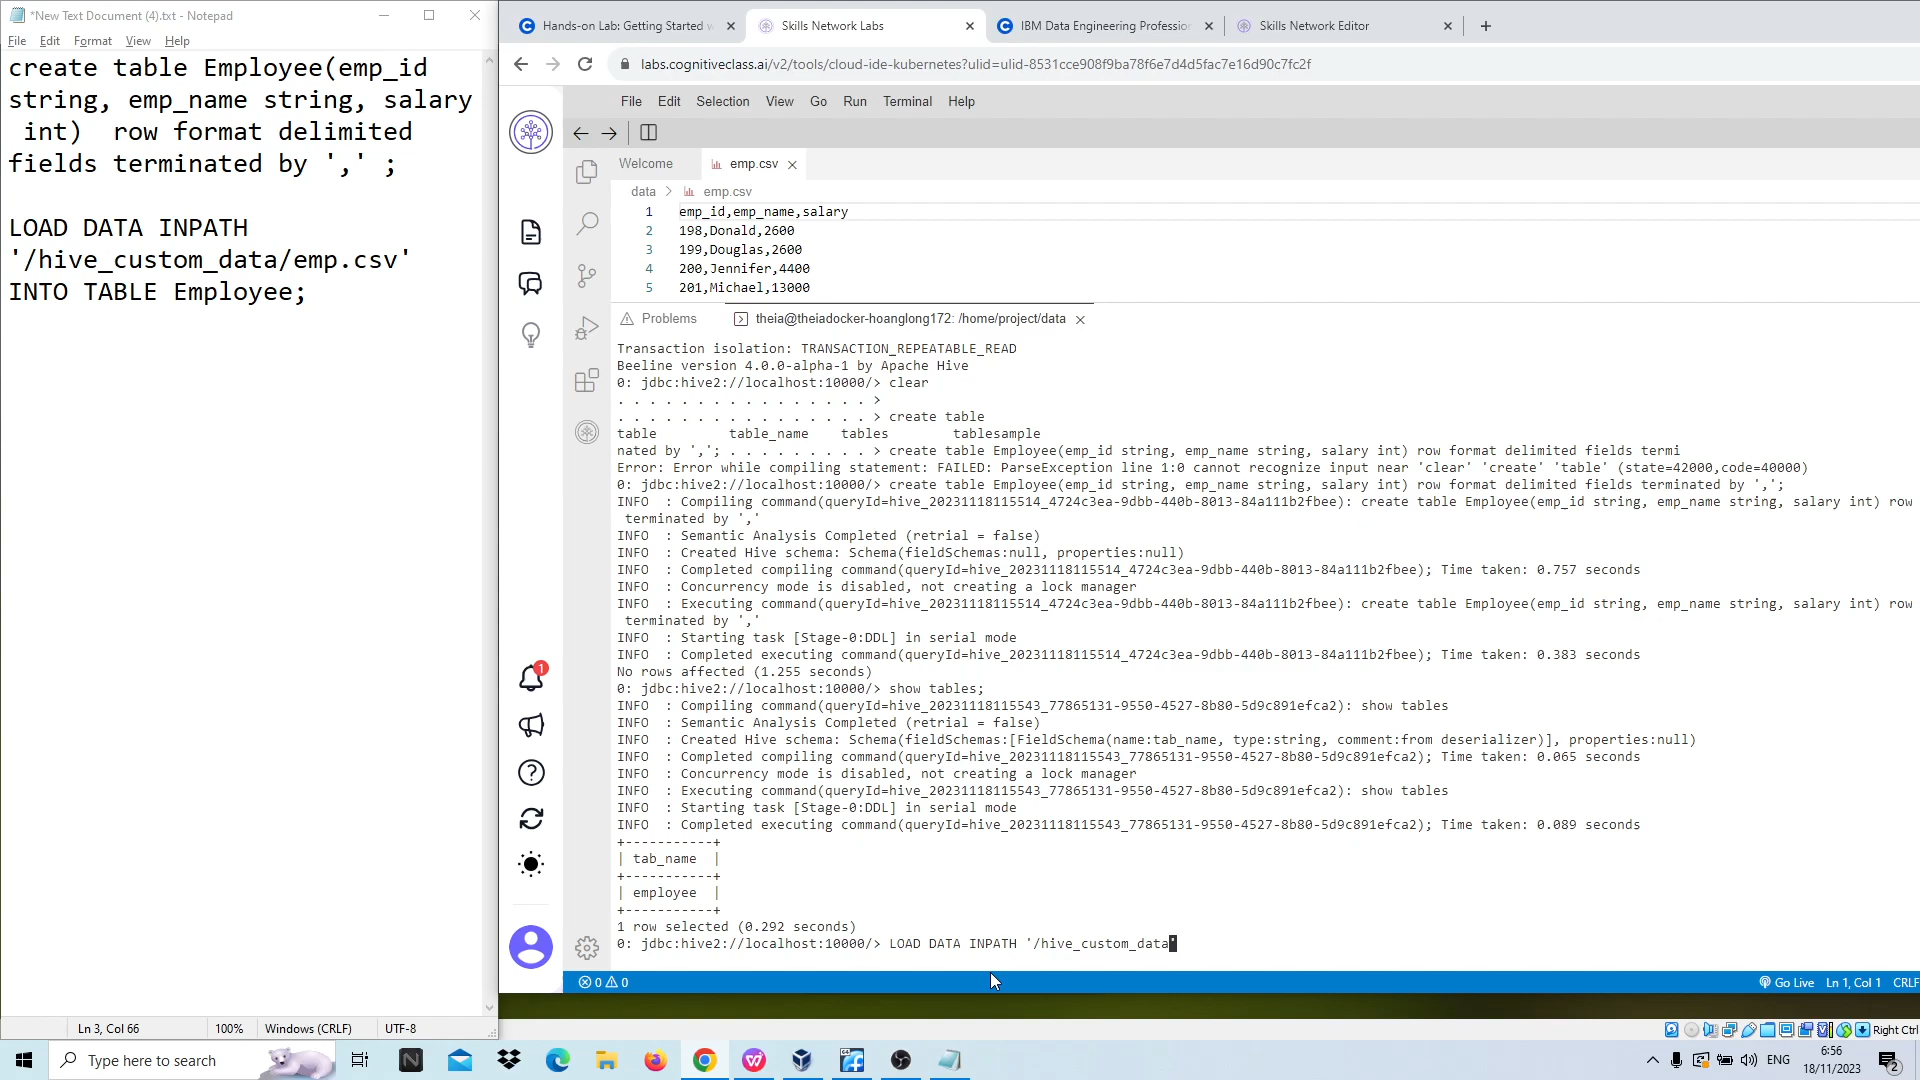 *New Text Document (4).txt - Notepad
File Edit Format View Help
create table Employee(emp_id
string, emp_name string, salary
int)  row format delimited
fields terminated by ',' ;
LOAD DATA INPATH
'/hive_custom_data/emp.csv'
INTO TABLE Employee;
Ln 3, Col 66 100% Windows (CRLF) UTF-8
Hands-on Lab: Getting Started w
Skills Network Labs
IBM Data Engineering Profession
Skills Network Editor
labs.cognitiveclass.ai/v2/tools/cloud-ide-kubernetes?ulid=ulid-8531cce908f9ba78f6e7d4d5fac7e16d90c7fc2f
File Edit Selection View Go Run Terminal Help
Welcome emp.csv
data > emp.csv
1 emp_id,emp_name,salary
2 198,Donald,2600
3 199,Douglas,2600
4 200,Jennifer,4400
5 201,Michael,13000
Problems theia@theiadocker-hoanglong172: /home/project/data
Transaction isolation: TRANSACTION_REPEATABLE_READ
Beeline version 4.0.0-alpha-1 by Apache Hive
0: jdbc:hive2://localhost:10000/> clear
. . . . . . . . . . . . . . . . >
. . . . . . . . . . . . . . . . > create table
table table_name tables tablesample
nated by ','; . . . . . . . . . > create table Employee(emp_id string, emp_name string, salary int) row format delimited fields termi
Error: Error while compiling statement: FAILED: ParseException line 1:0 cannot recognize input near 'clear' 'create' 'table' (state=42000,code=40000)
0: jdbc:hive2://localhost:10000/> create table Employee(emp_id string, emp_name string, salary int) row format delimited fields terminated by ',';
INFO  : Compiling command(queryId=hive_20231118115514_4724c3ea-9dbb-440b-8013-84a111b2fbee): create table Employee(emp_id string, emp_name string, salary int) row
terminated by ','
INFO  : Semantic Analysis Completed (retrial = false)
INFO  : Created Hive schema: Schema(fieldSchemas:null, properties:null)
INFO  : Completed compiling command(queryId=hive_20231118115514_4724c3ea-9dbb-440b-8013-84a111b2fbee); Time taken: 0.757 seconds
INFO  : Concurrency mode is disabled, not creating a lock manager
INFO  : Executing command(queryId=hive_20231118115514_4724c3ea-9dbb-440b-8013-84a111b2fbee): create table Employee(emp_id string, emp_name string, salary int) row
terminated by ','
INFO  : Starting task [Stage-0:DDL] in serial mode
INFO  : Completed executing command(queryId=hive_20231118115514_4724c3ea-9dbb-440b-8013-84a111b2fbee); Time taken: 0.383 seconds
No rows affected (1.255 seconds)
0: jdbc:hive2://localhost:10000/> show tables;
INFO  : Compiling command(queryId=hive_20231118115543_77865131-9550-4527-8b80-5d9c891efca2): show tables
INFO  : Semantic Analysis Completed (retrial = false)
INFO  : Created Hive schema: Schema(fieldSchemas:[FieldSchema(name:tab_name, type:string, comment:from deserializer)], properties:null)
INFO  : Completed compiling command(queryId=hive_20231118115543_77865131-9550-4527-8b80-5d9c891efca2); Time taken: 0.065 seconds
INFO  : Concurrency mode is disabled, not creating a lock manager
INFO  : Executing command(queryId=hive_20231118115543_77865131-9550-4527-8b80-5d9c891efca2): show tables
INFO  : Starting task [Stage-0:DDL] in serial mode
INFO  : Completed executing command(queryId=hive_20231118115543_77865131-9550-4527-8b80-5d9c891efca2); Time taken: 0.089 seconds
+-----------+
| tab_name  |
+-----------+
| employee  |
+-----------+
1 row selected (0.292 seconds)
0: jdbc:hive2://localhost:10000/> LOAD DATA INPATH '/hive_custom_data'
1
0 0 Go Live Ln 1, Col 1 CRLF
Right Ctrl
Type here to search
ENG
6:56
18/11/2023
2